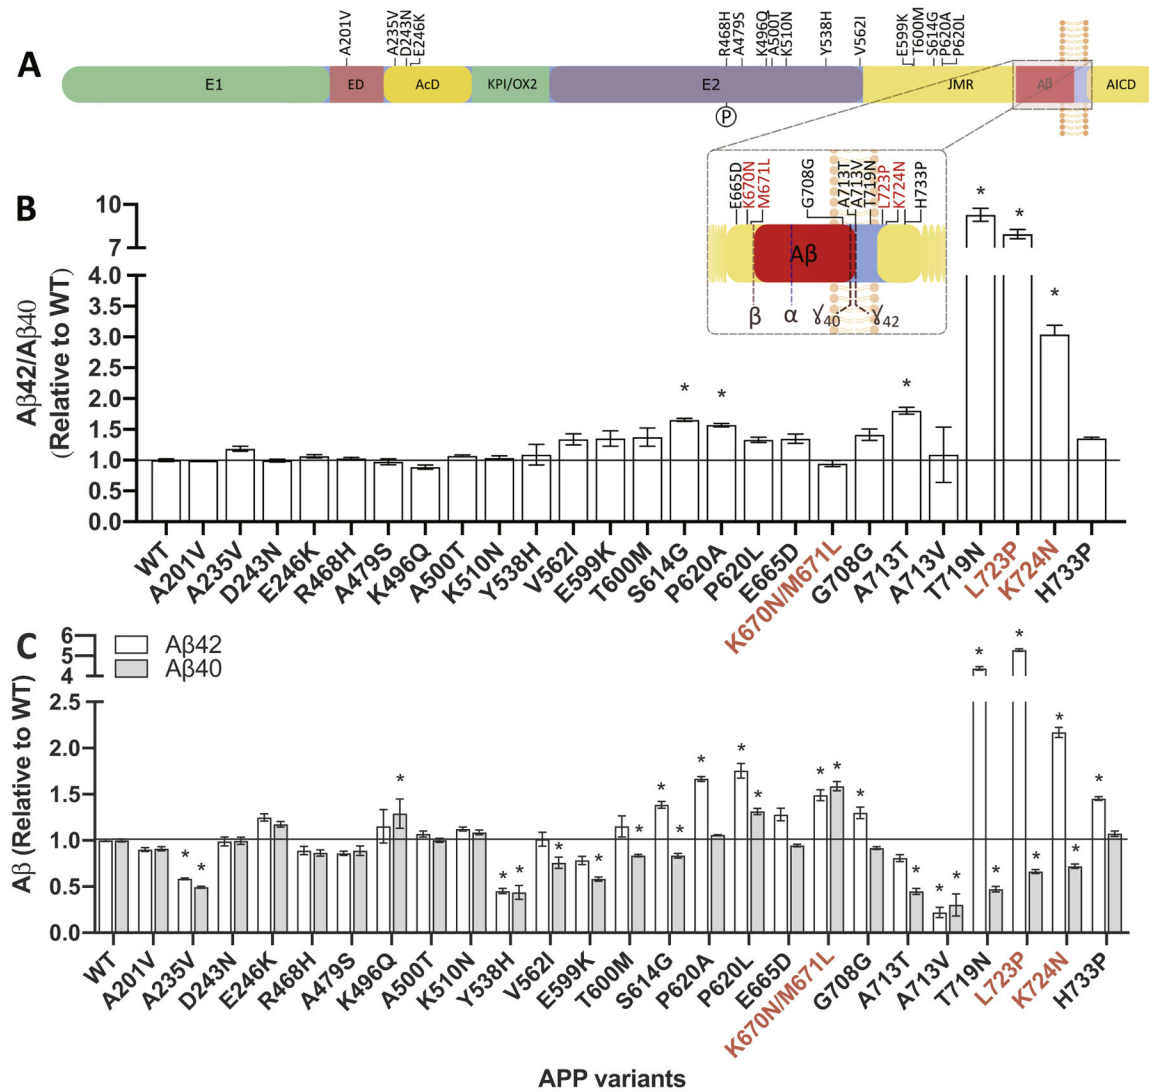 A
A201V
A235V
D243N
E246K
R468H
A479S
K496Q
A500T
K510N
Y538H
V562I
E599K
T600M
S614G
P620A
P620L
E1
ED
AcD
KPI/OX2
E2
JMR
Aβ
AICD
P
E665D
K670N
M671L
G708G
A713T
A713V
T719N
L723P
K724N
H733P
Aβ
β
α
γ40
γ42
B
Aβ42/Aβ40
(Relative to WT)
10
7
4.0
3.5
3.0
2.5
2.0
1.5
1.0
0.5
0.0
* * * * * *
WT
A201V
A235V
D243N
E246K
R468H
A479S
K496Q
A500T
K510N
Y538H
V562I
E599K
T600M
S614G
P620A
P620L
E665D
K670N/M671L
G708G
A713T
A713V
T719N
L723P
K724N
H733P
C
Aβ42
Aβ40
Aβ (Relative to WT)
6
5
4
2.5
2.0
1.5
1.0
0.5
0.0
* * * * * * * * * * * * * * * * * * * * * * * * *
WT
A201V
A235V
D243N
E246K
R468H
A479S
K496Q
A500T
K510N
Y538H
V562I
E599K
T600M
S614G
P620A
P620L
E665D
K670N/M671L
G708G
A713T
A713V
T719N
L723P
K724N
H733P
APP variants